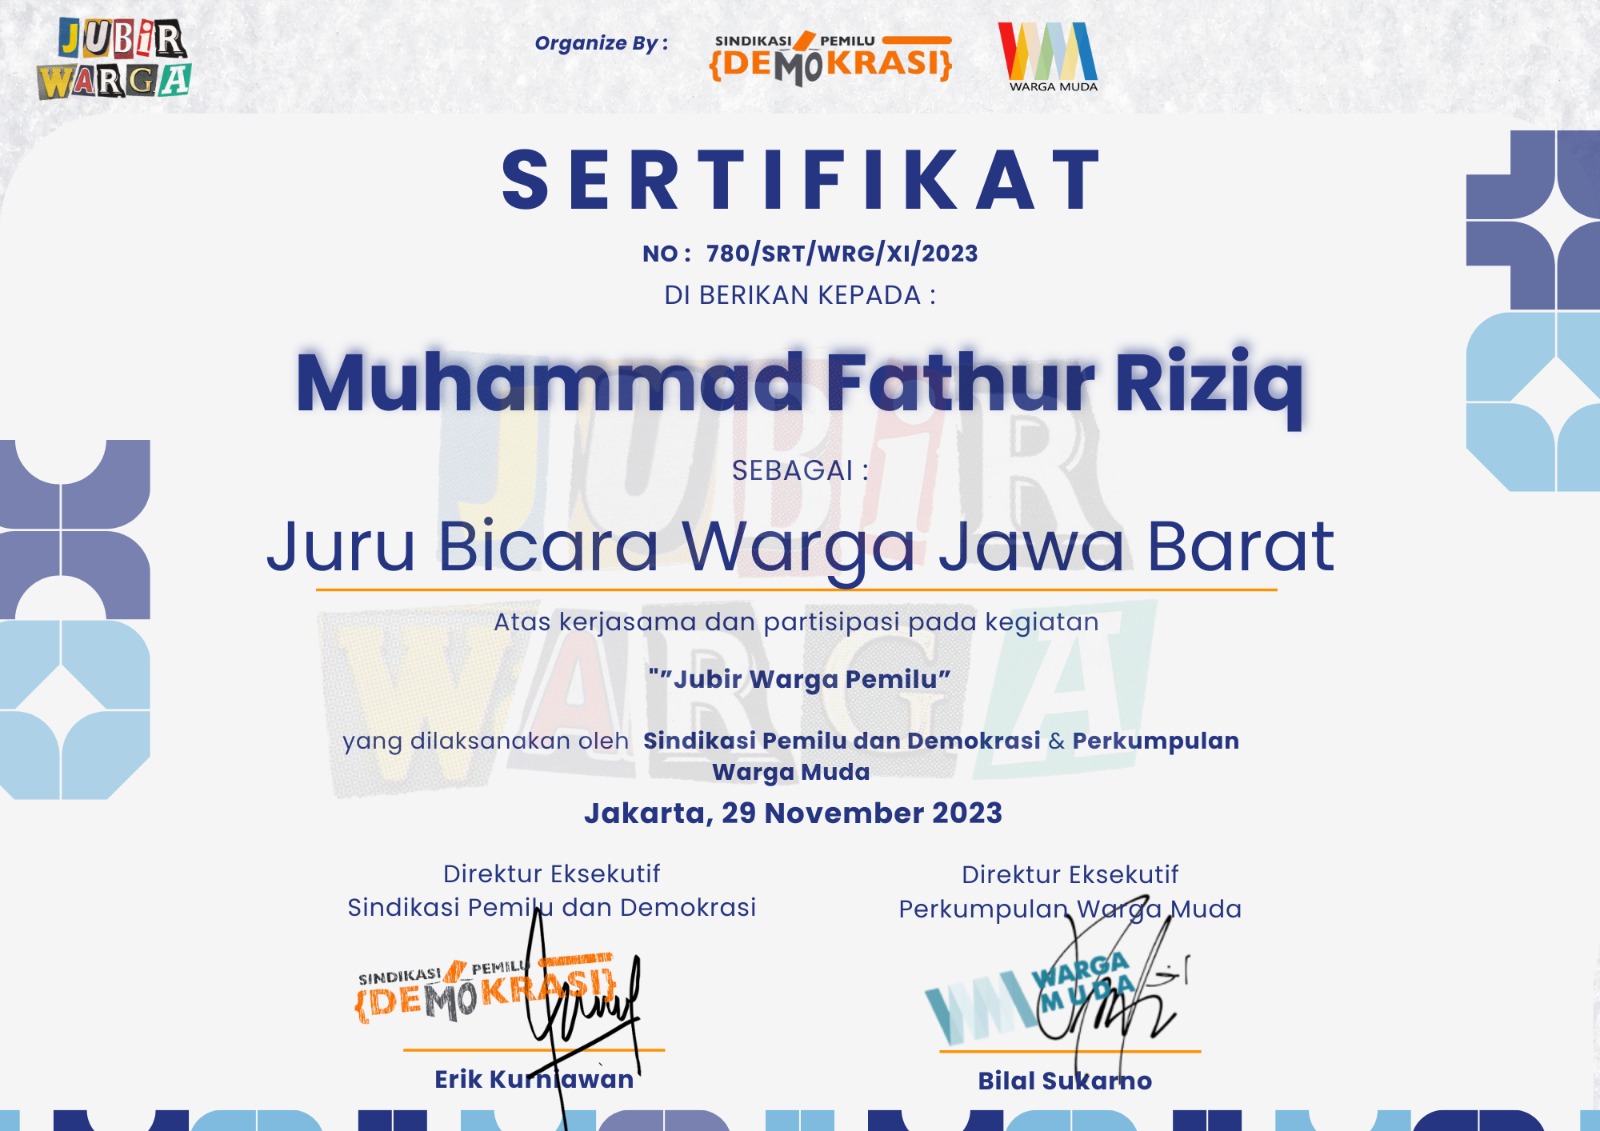 JUBiR
WARGA
Organize By :
SINDIKASI PEMILU
{DEMOKRASI}
WARGA MUDA
SERTIFIKAT
NO : 780/SRT/WRG/XI/2023
DI BERIKAN KEPADA :
Muhammad Fathur Riziq
SEBAGAI :
Juru Bicara Warga Jawa Barat
Atas kerjasama dan partisipasi pada kegiatan
"”Jubir Warga Pemilu”
yang dilaksanakan oleh Sindikasi Pemilu dan Demokrasi & Perkumpulan
Warga Muda
Jakarta, 29 November 2023
Direktur Eksekutif
Sindikasi Pemilu dan Demokrasi
SINDIKASI PEMILU
{DEMOKRASI}
Erik Kurniawan
Direktur Eksekutif
Perkumpulan Warga Muda
WARGA
MUDA
Bilal Sukarno
JUBiR
WARGA